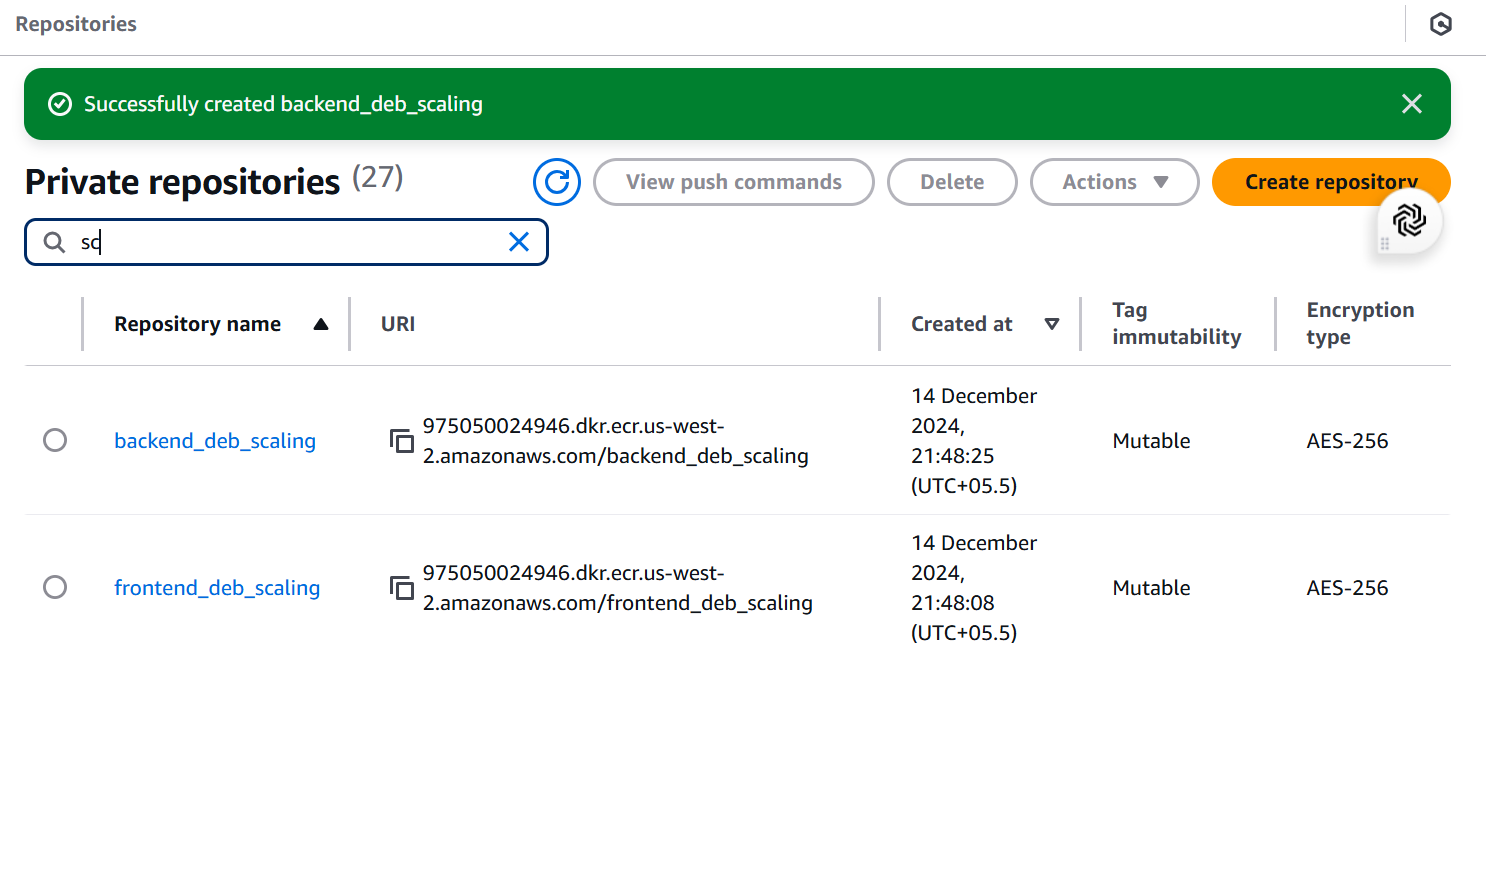 Repositories
Successfully created backend_deb_scaling
Private repositories (27)
View push commands
Delete
Actions
Create repository
sc
Repository name
URI
Created at
Tag
immutability
Encryption
type
backend_deb_scaling
975050024946.dkr.ecr.us-west-
2.amazonaws.com/backend_deb_scaling
14 December
2024,
21:48:25
(UTC+05.5)
Mutable
AES-256
frontend_deb_scaling
975050024946.dkr.ecr.us-west-
2.amazonaws.com/frontend_deb_scaling
14 December
2024,
21:48:08
(UTC+05.5)
Mutable
AES-256